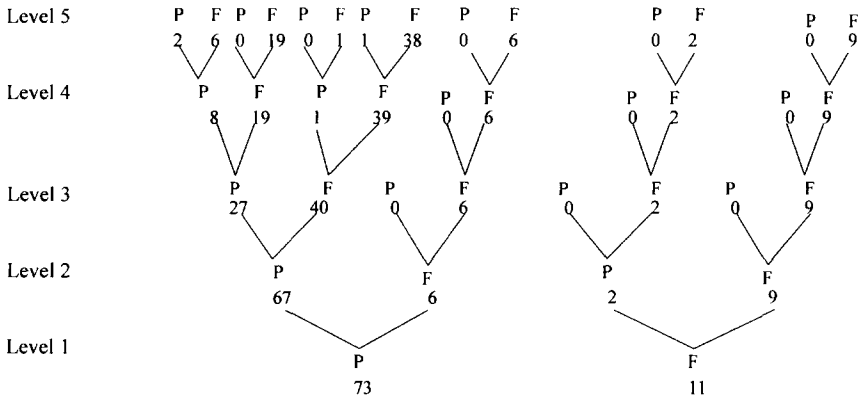 Level 5 P F P F P F P F P F P F P F
2 6 0 19 0 1 1 38 0 6 0 2 0 9
Level 4 P F P F P F P F P F
8 19 1 39 0 6 0 2 0 9
Level 3 P F P F P F P F
27 40 0 6 0 2 0 9
Level 2 P F P F
67 6 2 9
Level 1 P F
73 11